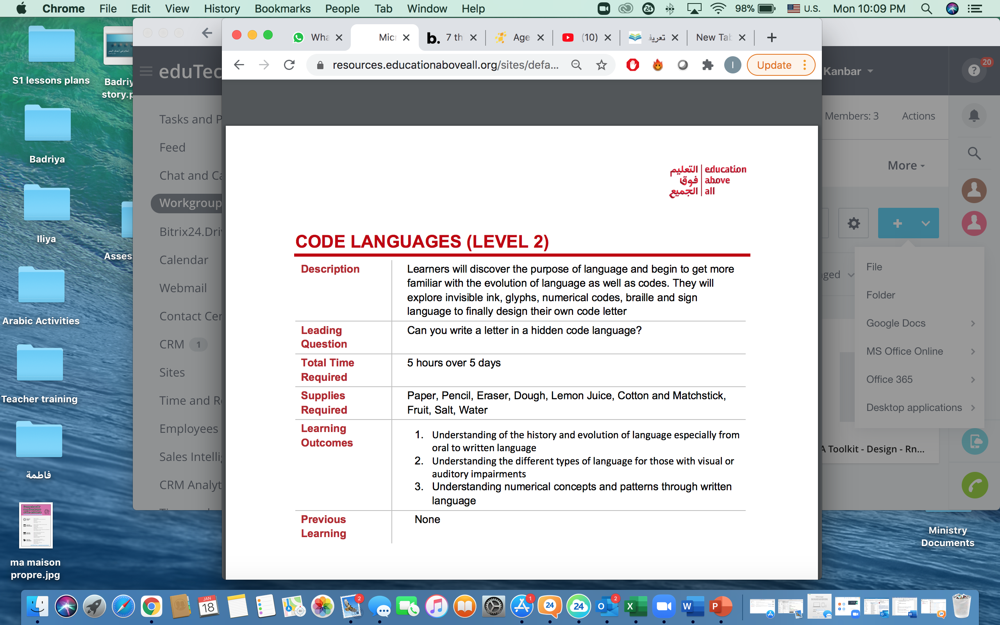 Chrome File Edit View History Bookmarks People Tab Window Help
24 98% U.S. Mon 10:09 PM
S1 lessons plans
Badriya
Iliya
Arabic Activities
Teacher training
فاطمة
ma maison
propre.jpg
Ministry
Documents
eduTec
Tasks and P
Feed
Chat and Ca
Workgroup
Bitrix24.Dri
Calendar
Webmail
Contact Cen
CRM 1
Sites
Time and Re
Employees
Sales Intelli
CRM Analyt
Badriy
story.p
Asses
Wha
Mic
b. 7 th
Age
(10)
تعريف
New Tab
resources.educationaboveall.org/sites/defa...
I
Update
التعليم education
فوق above
الجميع all
CODE LANGUAGES (LEVEL 2)
Description
Learners will discover the purpose of language and begin to get more
familiar with the evolution of language as well as codes. They will
explore invisible ink, glyphs, numerical codes, braille and sign
language to finally design their own code letter
Leading
Question
Can you write a letter in a hidden code language?
Total Time
Required
5 hours over 5 days
Supplies
Required
Paper, Pencil, Eraser, Dough, Lemon Juice, Cotton and Matchstick,
Fruit, Salt, Water
Learning
Outcomes
1. Understanding of the history and evolution of language especially from
oral to written language
2. Understanding the different types of language for those with visual or
auditory impairments
3. Understanding numerical concepts and patterns through written
language
Previous
Learning
None
Kanbar
20
Members: 3 Actions
More
ged
File
Folder
Google Docs
MS Office Online
Office 365
Desktop applications
A Toolkit - Design - Rn...
JAN
18
3D
2
1
24
24
2